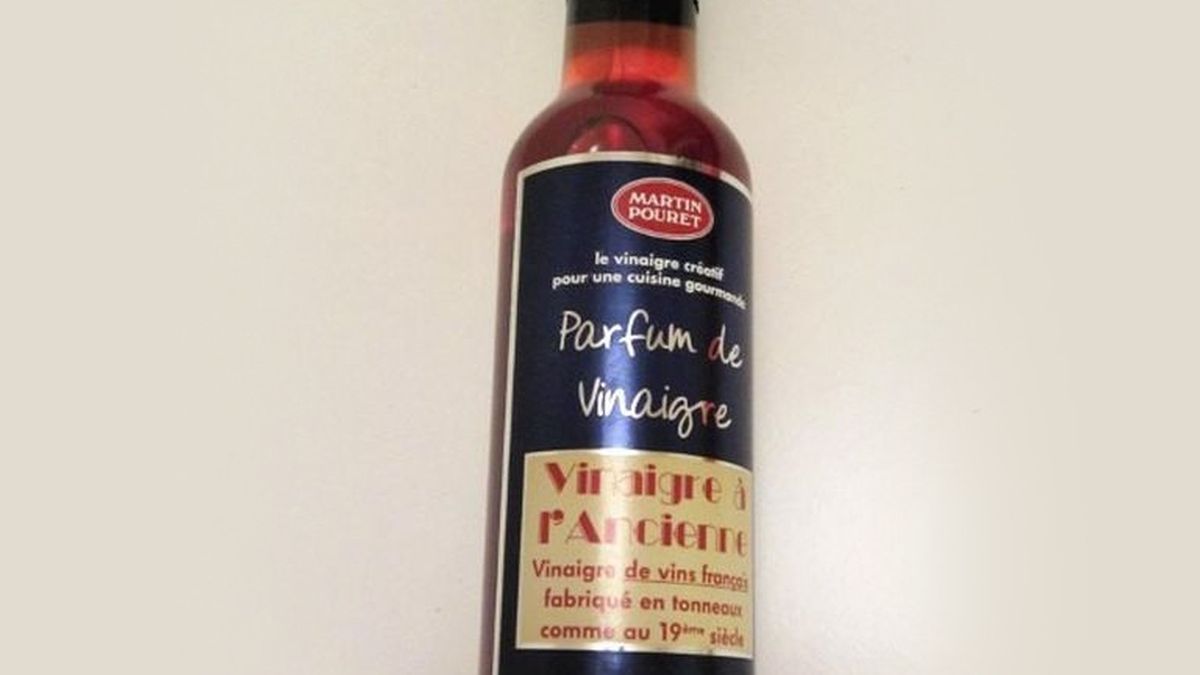 MARTIN
POURET
le vinaigre créatif
pour une cuisine gourmande
Parfum de
Vinaigre
Vinaigre à
l'Ancienne
Vinaigre de vins français
fabriqué en tonneaux
comme au 19ème siècle